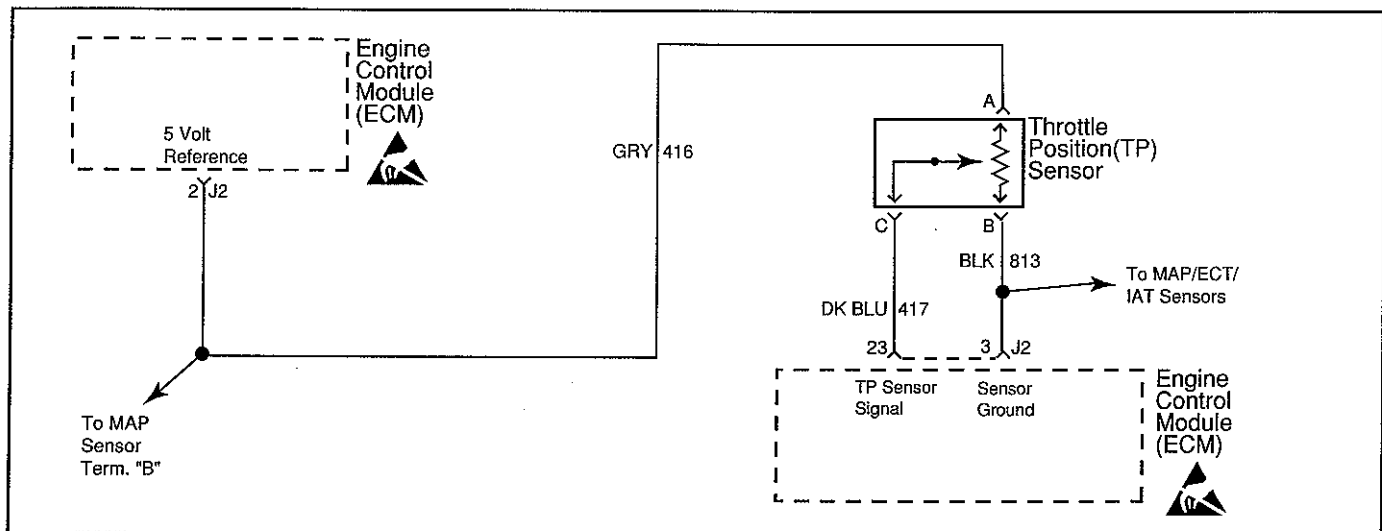 Engine
Control
Module
(ECM)
5 Volt
Reference
2 J2
GRY 416
To MAP
Sensor
Term. "B"
A
Throttle
Position(TP)
Sensor
C
B
BLK 813
To MAP/ECT/
IAT Sensors
DK BLU 417
23
3 J2
TP Sensor
Signal
Sensor
Ground
Engine
Control
Module
(ECM)